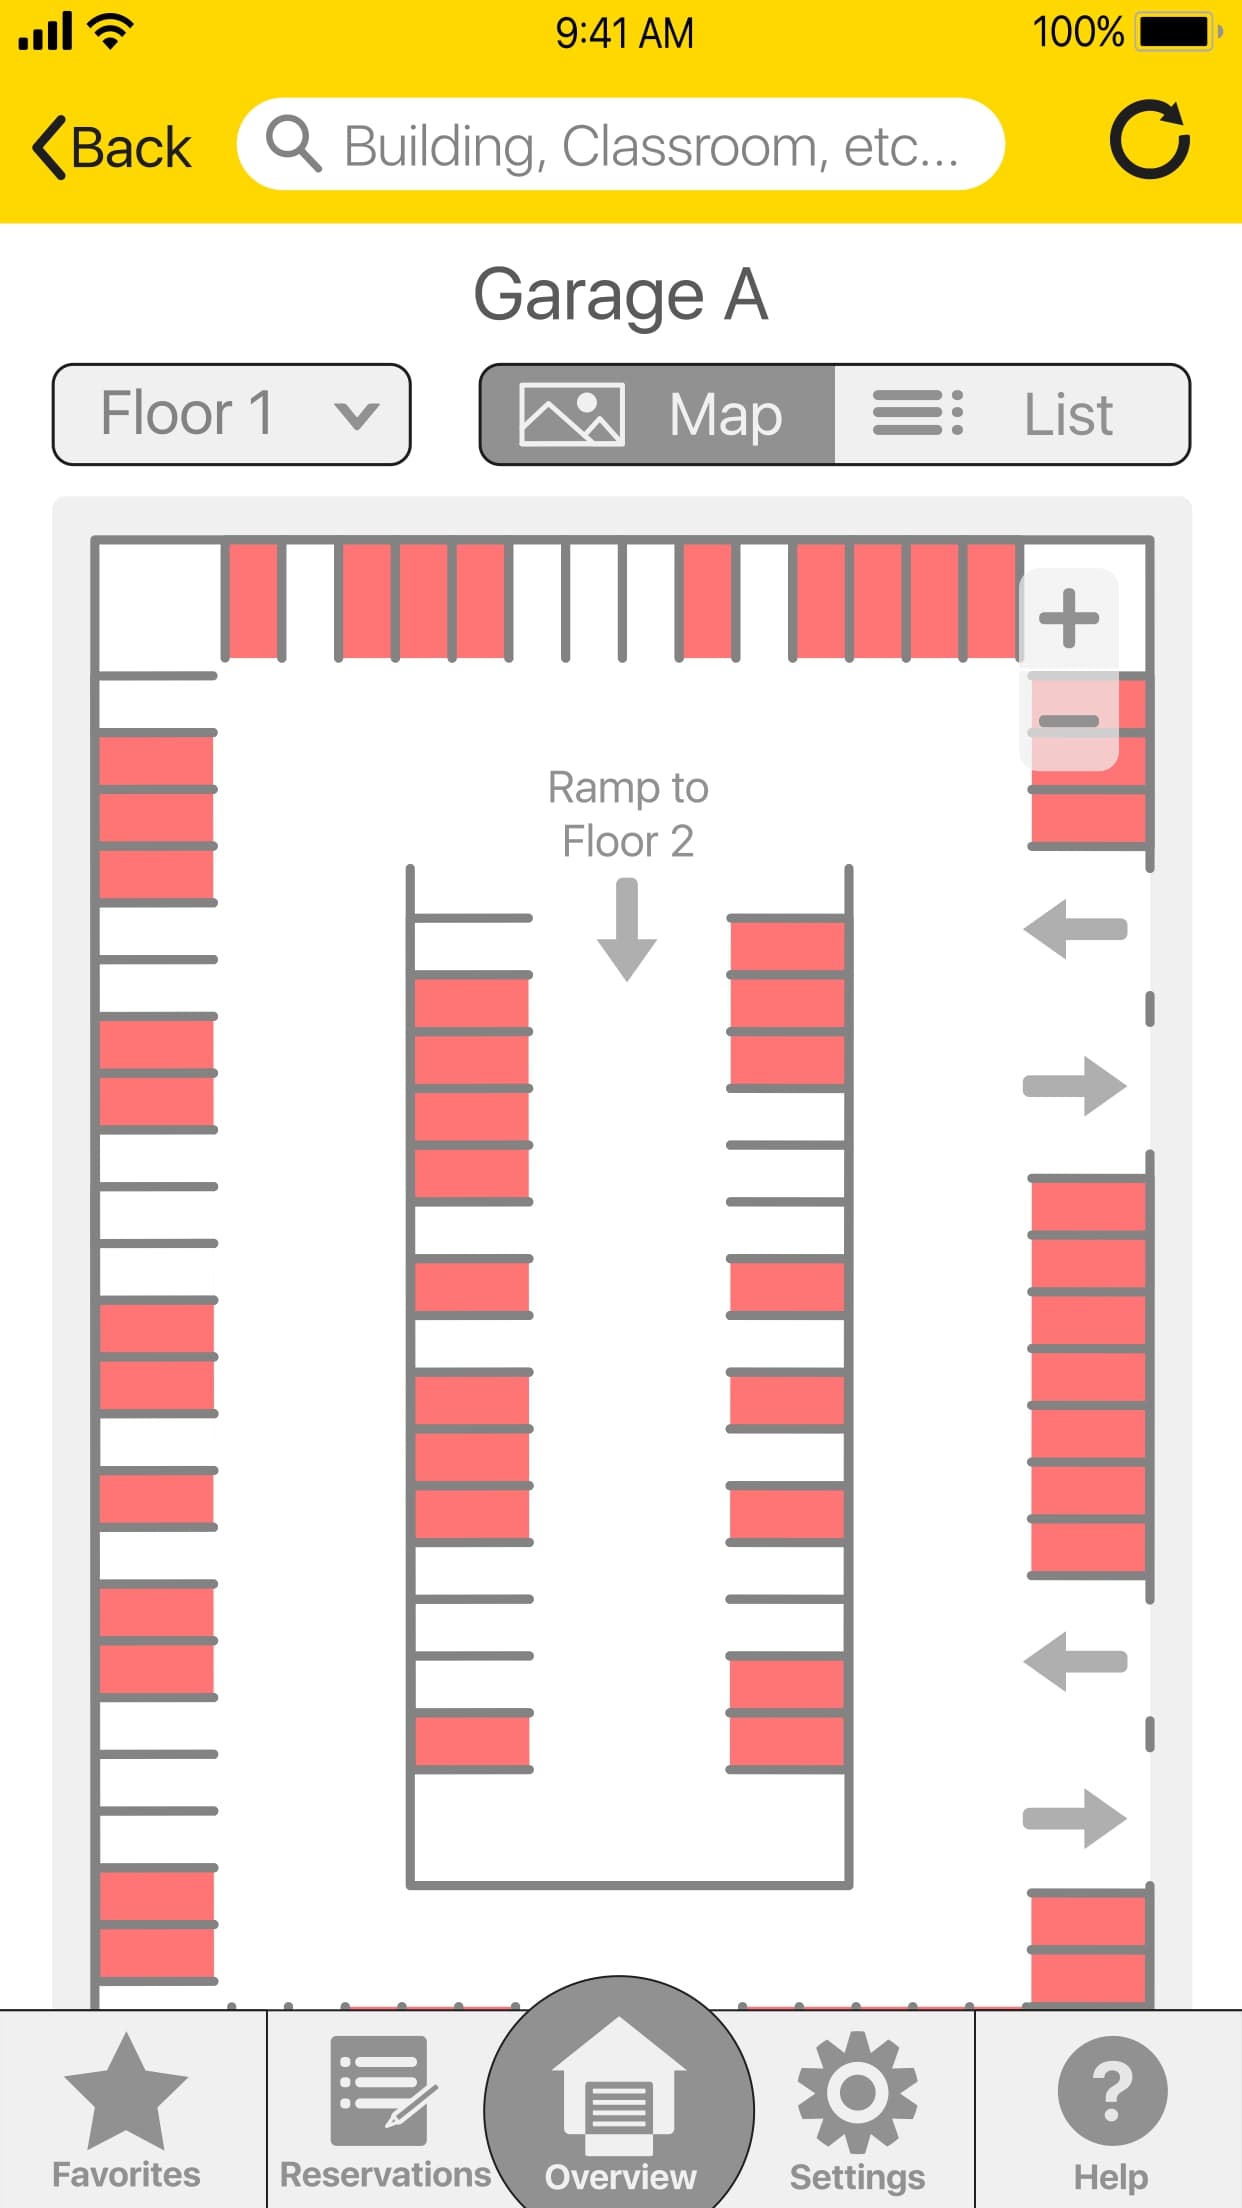 9:41 AM
100%
Back
Building, Classroom, etc...
Garage A
Floor 1
Map
List
Ramp to
Floor 2
Favorites
Reservations
Overview
Settings
Help